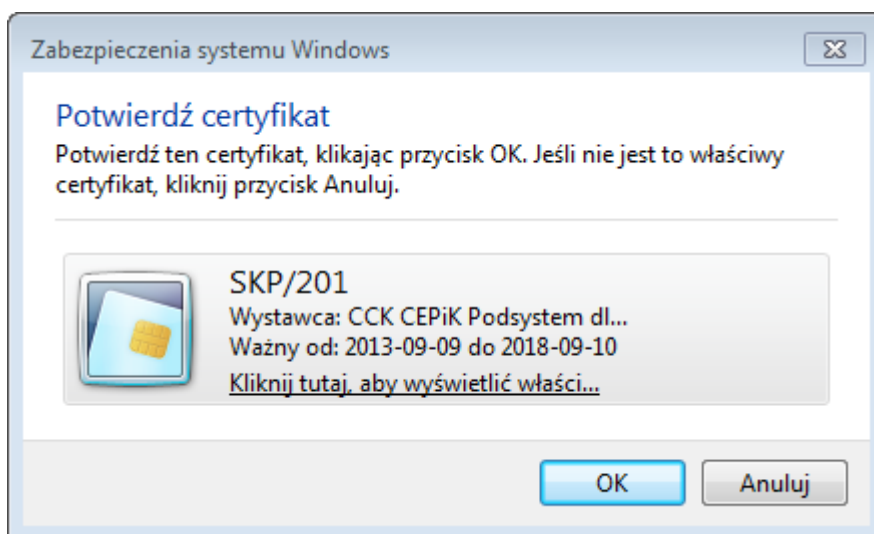 Zabezpieczenia systemu Windows
Potwierdź certyfikat
Potwierdź ten certyfikat, klikając przycisk OK. Jeśli nie jest to właściwy
certyfikat, kliknij przycisk Anuluj.
SKP/201
Wystawca: CCK CEPiK Podsystem dl...
Ważny od: 2013-09-09 do 2018-09-10
Kliknij tutaj, aby wyświetlić właści...
OK
Anuluj